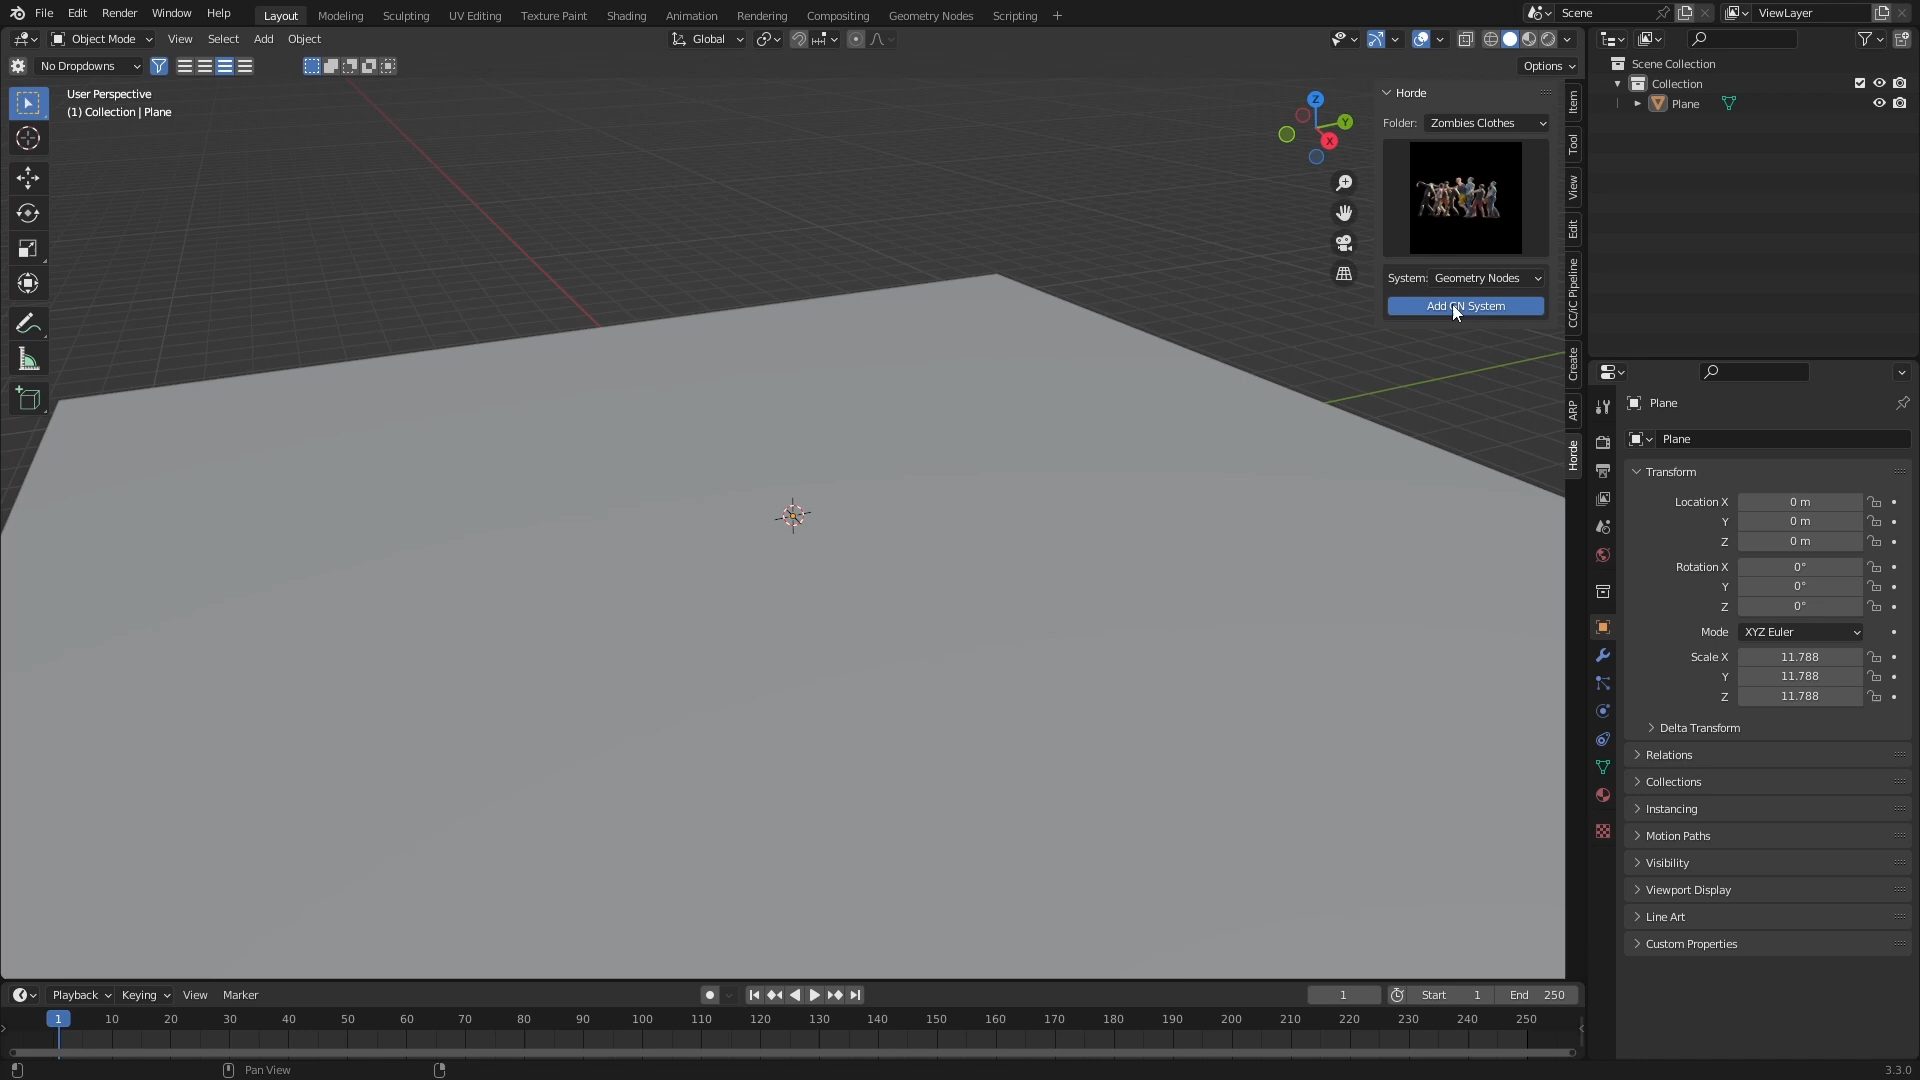 File Edit Render Window Help Layout Modeling Sculpting UV Editing Texture Paint Shading Animation Rendering Compositing Geometry Nodes Scripting + Scene ViewLayer
Object Mode View Select Add Object Global
No Dropdowns Options
User Perspective
(1) Collection | Plane
Z
Y
X
Horde
Folder: Zombies Clothes
System: Geometry Nodes
Add GN System
Item
Tool
View
Edit
CC/iC Pipeline
Create
ARP
Horde
Scene Collection
Collection
Plane
Plane
Plane
Transform
Location X 0 m
Y 0 m
Z 0 m
Rotation X 0°
Y 0°
Z 0°
Mode XYZ Euler
Scale X 11.788
Y 11.788
Z 11.788
Delta Transform
Relations
Collections
Instancing
Motion Paths
Visibility
Viewport Display
Line Art
Custom Properties
Playback Keying View Marker 1 Start 1 End 250
1 10 20 30 40 50 60 70 80 90 100 110 120 130 140 150 160 170 180 190 200 210 220 230 240 250
Pan View 3.3.0